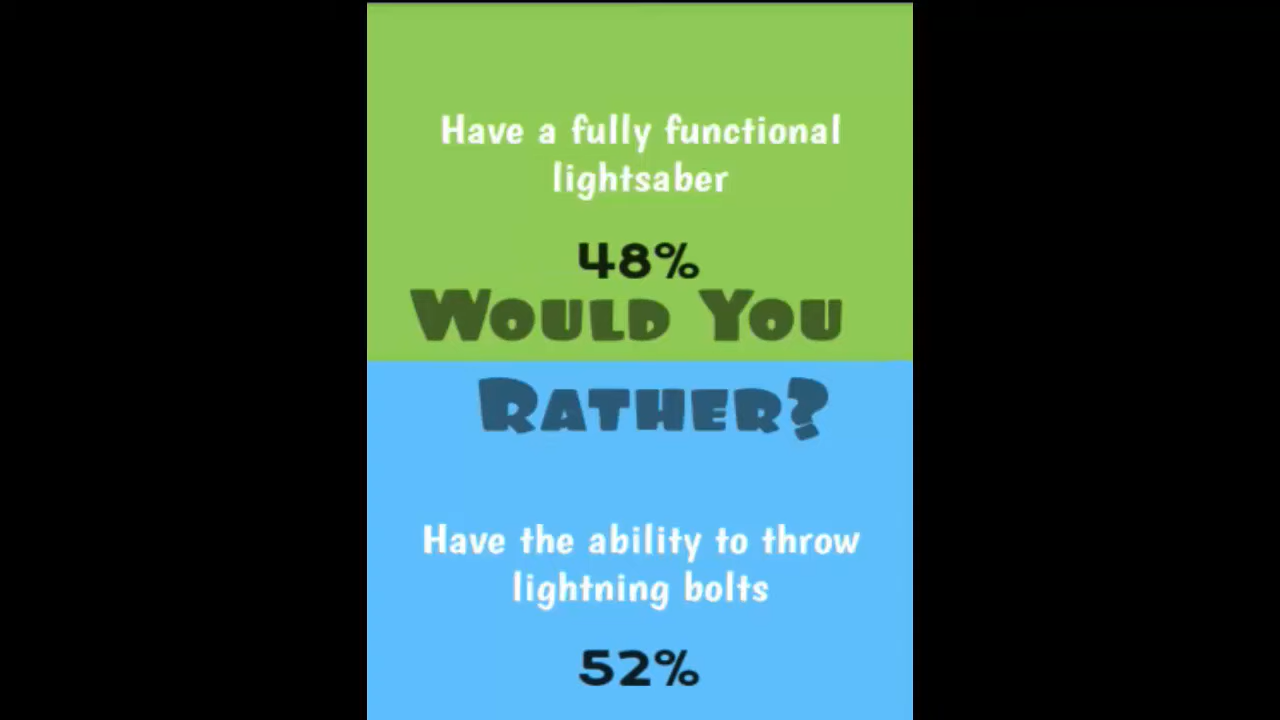 Have a fully functional
lightsaber
48%
Would You
Rather?
Have the ability to throw
lightning bolts
52%